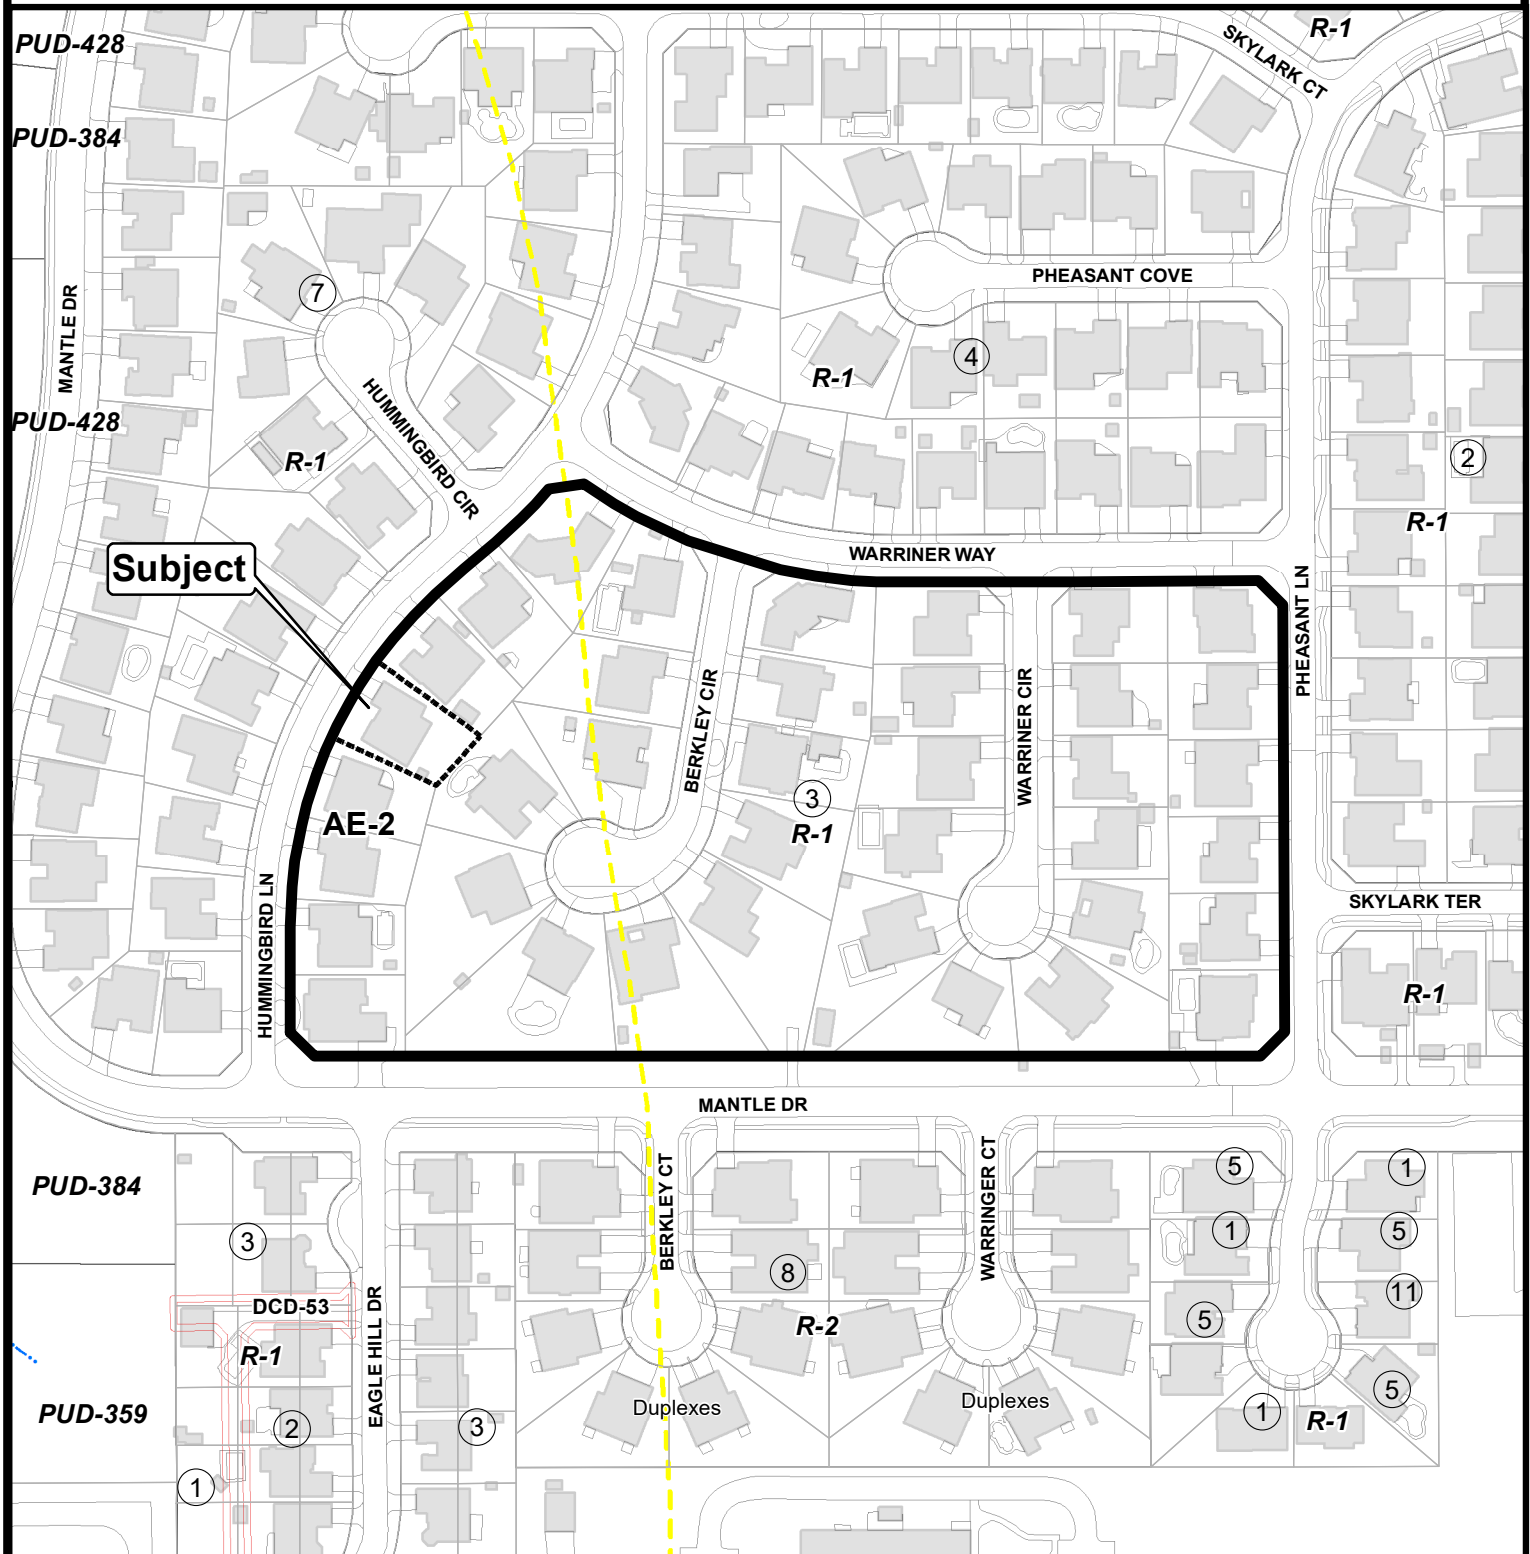 PUD-428
R-1
SKYLARK CT
PUD-384
PHEASANT COVE
7
MANTLE DR
4
R-1
PUD-428
HUMMINGBIRD CIR
R-1
2
R-1
WARRINER WAY
Subject
PHEASANT LN
BERKLEY CIR
WARRINER CIR
3
R-1
AE-2
HUMMINGBIRD LN
SKYLARK TER
R-1
MANTLE DR
PUD-384
BERKLEY CT
WARRINGER CT
5
1
3
1
5
8
11
DCD-53
EAGLE HILL DR
R-2
5
R-1
PUD-359
Duplexes
Duplexes
5
2
3
1
R-1
1